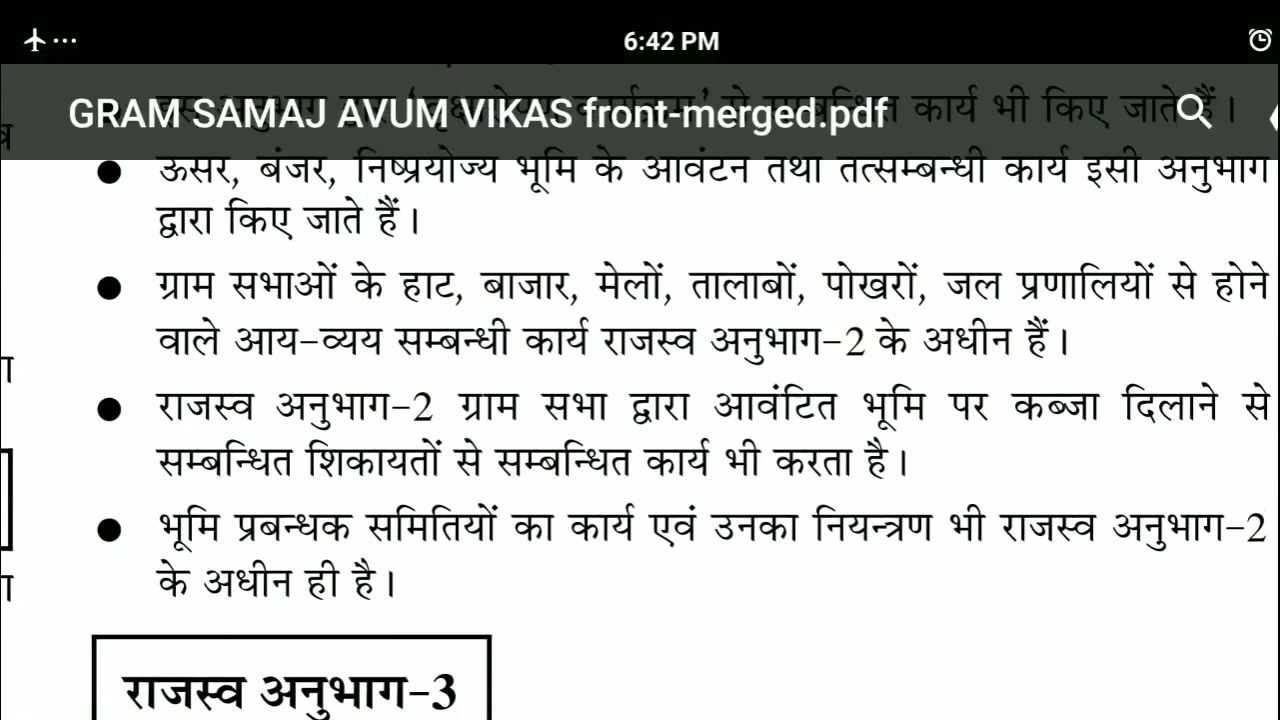 6:42 PM
GRAM SAMAJ AVUM VIKAS front-merged.pdf
कार्य भी किए जाते हैं।
ऊसर, बंजर, निष्प्रयोज्य भूमि के आवंटन तथा तत्सम्बन्धी कार्य इसी अनुभाग
द्वारा किए जाते हैं।
ग्राम सभाओं के हाट, बाजार, मेलों, तालाबों, पोखरों, जल प्रणालियों से होने
वाले आय-व्यय सम्बन्धी कार्य राजस्व अनुभाग-2 के अधीन हैं।
राजस्व अनुभाग-2 ग्राम सभा द्वारा आवंटित भूमि पर कब्जा दिलाने से
सम्बन्धित शिकायतों से सम्बन्धित कार्य भी करता है।
भूमि प्रबन्धक समितियों का कार्य एवं उनका नियन्त्रण भी राजस्व अनुभाग-2
के अधीन ही है।
राजस्व अनुभाग-3